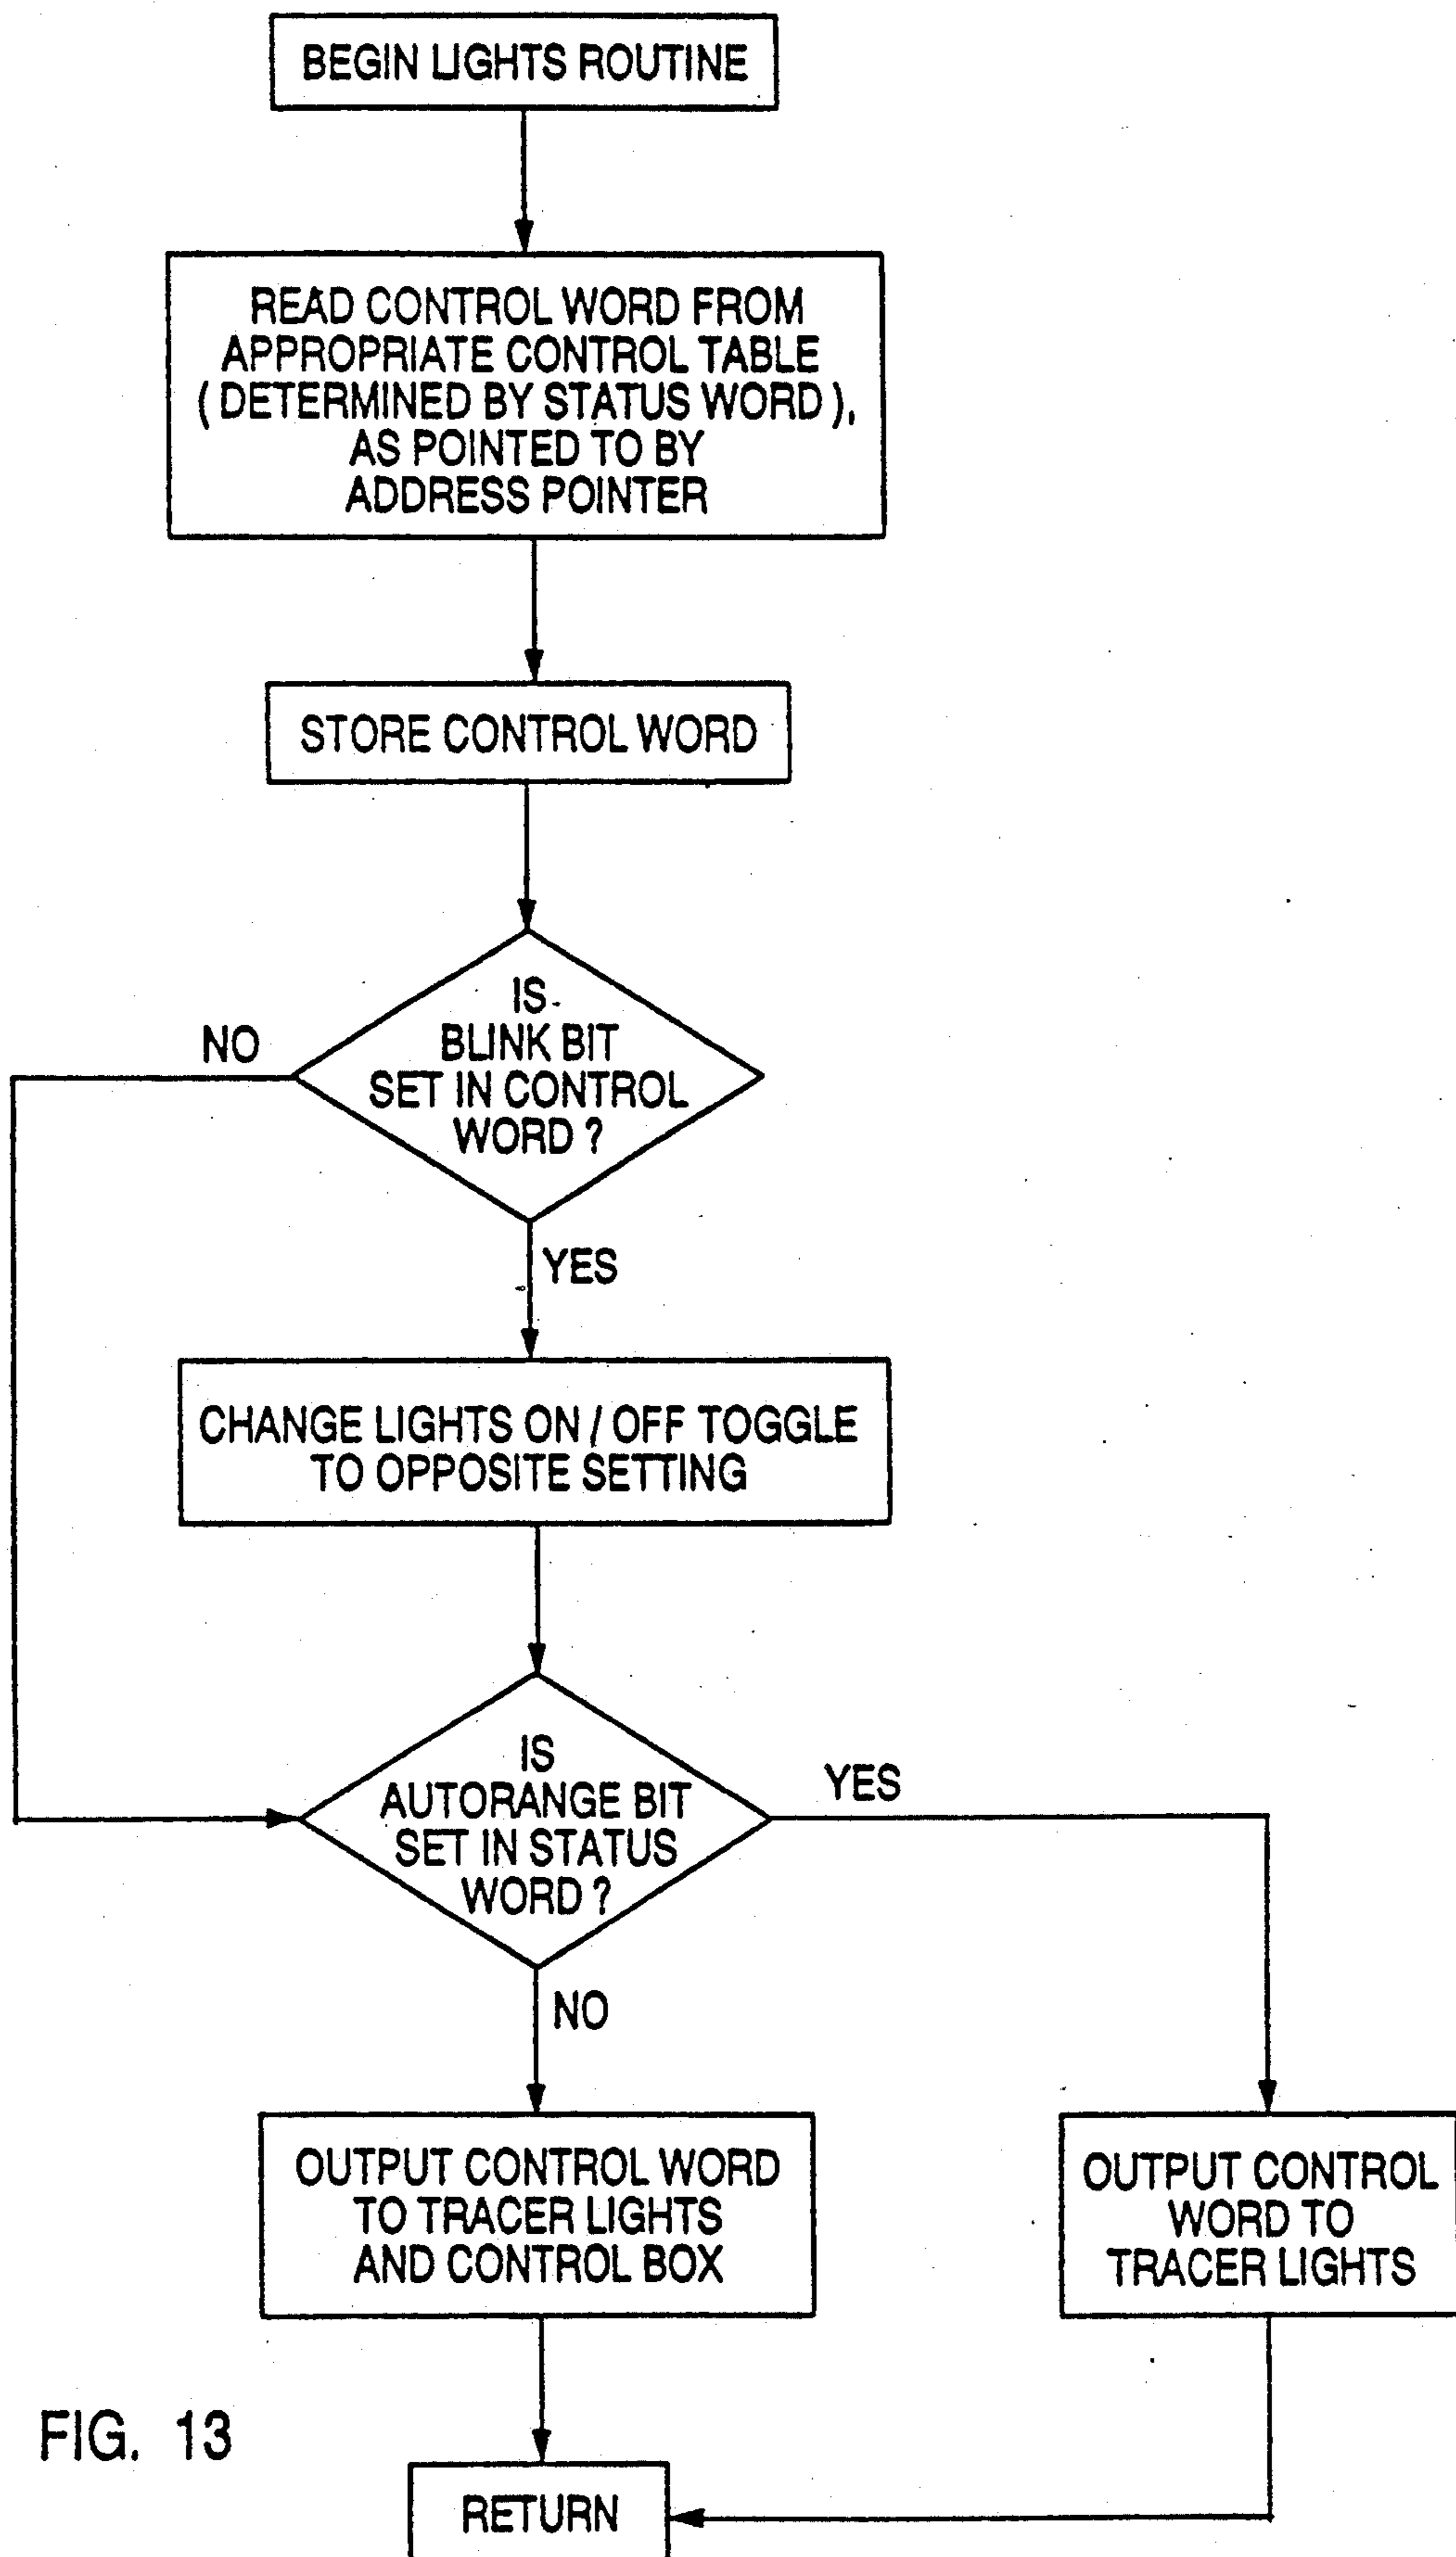 BEGIN LIGHTS ROUTINE
READ CONTROL WORD FROM
APPROPRIATE CONTROL TABLE
( DETERMINED BY STATUS WORD ),
AS POINTED TO BY
ADDRESS POINTER
STORE CONTROL WORD
IS
BLINK BIT
SET IN CONTROL
WORD ?
NO
YES
CHANGE LIGHTS ON / OFF TOGGLE
TO OPPOSITE SETTING
IS
AUTORANGE BIT
SET IN STATUS
WORD ?
YES
NO
OUTPUT CONTROL WORD
TO TRACER LIGHTS
AND CONTROL BOX
OUTPUT CONTROL
WORD TO
TRACER LIGHTS
RETURN
FIG. 13